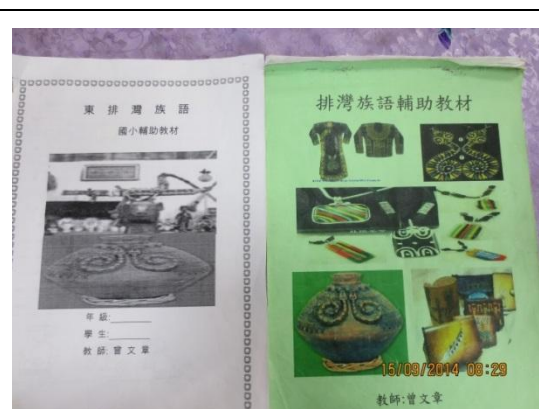 東排灣族語
國小輔助教材
年級:
學生:
教師:曾文章
排灣族語輔助教材
教師:曾文章
15/09/2014 08:29